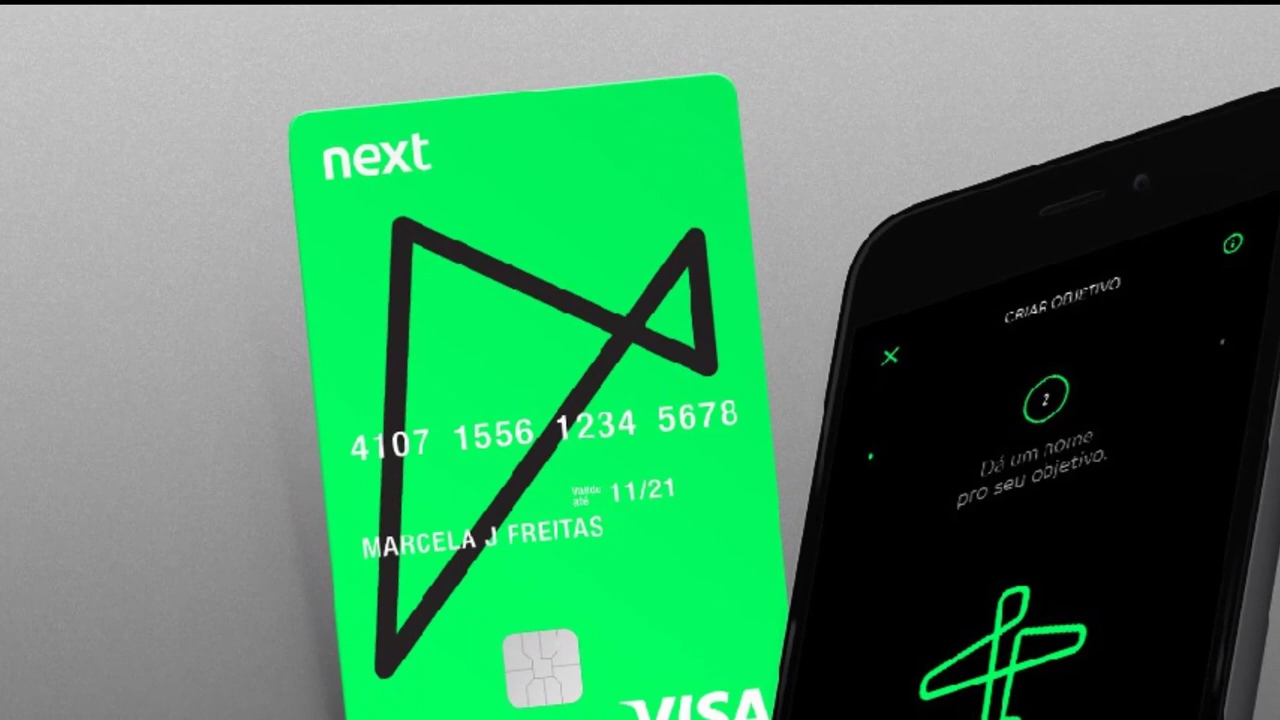 next
4107 1556 1234 5678
Válido
até 11/21
MARCELA J FREITAS
VISA
CRIAR OBJETIVO
2
Dá um nome
pro seu objetivo.